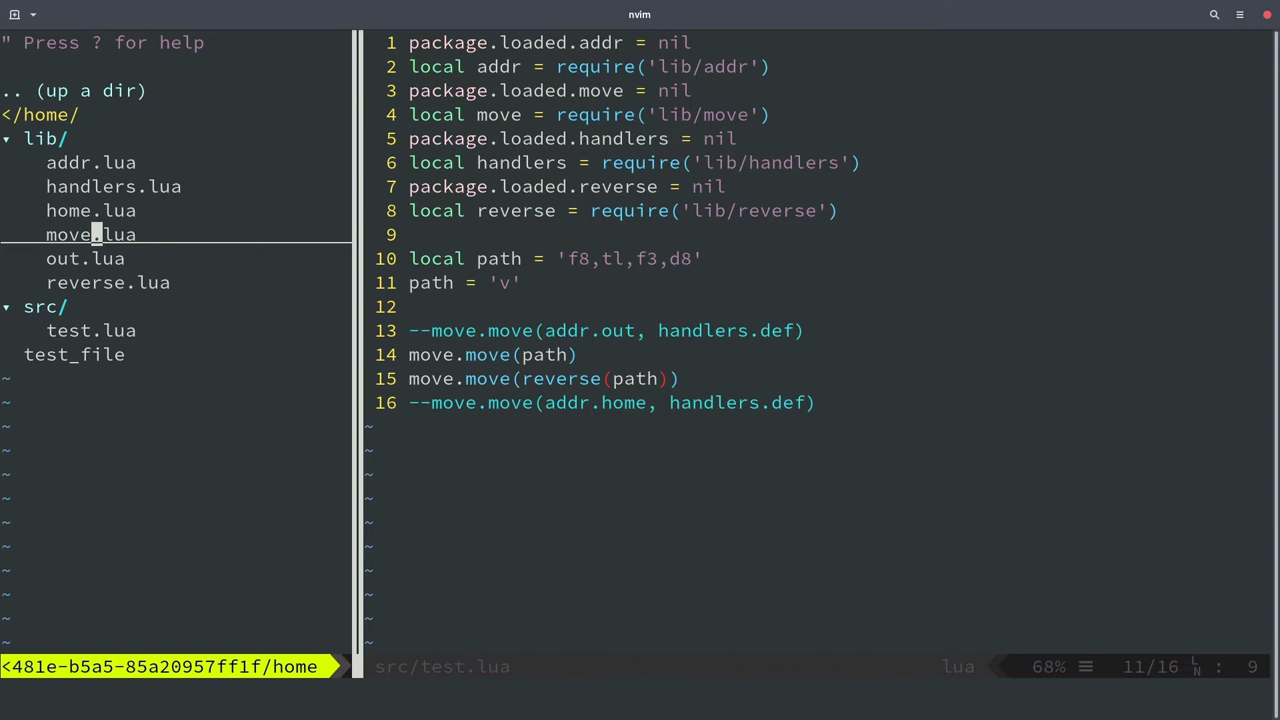 nvim
" Press ? for help
.. (up a dir)
</home/
▾ lib/
addr.lua
handlers.lua
home.lua
move.lua
out.lua
reverse.lua
▾ src/
test.lua
test_file
~
~
~
~
~
~
~
~
~
~
~
~
<481e-b5a5-85a20957ff1f/home
1 package.loaded.addr = nil
2 local addr = require('lib/addr')
3 package.loaded.move = nil
4 local move = require('lib/move')
5 package.loaded.handlers = nil
6 local handlers = require('lib/handlers')
7 package.loaded.reverse = nil
8 local reverse = require('lib/reverse')
9
10 local path = 'f8,tl,f3,d8'
11 path = 'v'
12
13 --move.move(addr.out, handlers.def)
14 move.move(path)
15 move.move(reverse(path))
16 --move.move(addr.home, handlers.def)
~
~
~
~
~
~
~
~
~
~
src/test.lua lua 68% ☰ 11/16 LN : 9